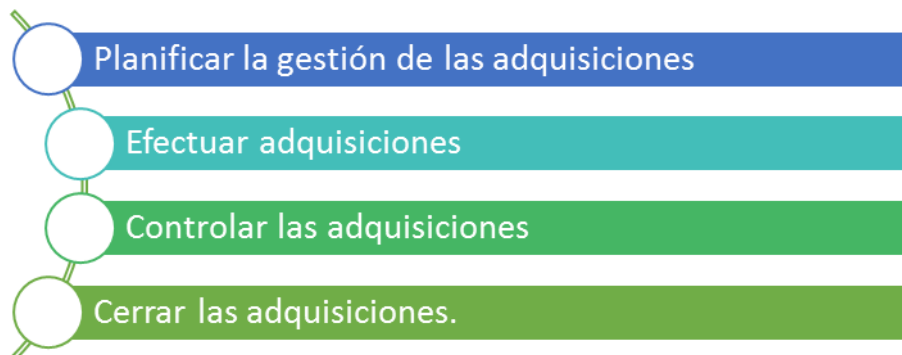 Planificar la gestión de las adquisiciones
Efectuar adquisiciones
Controlar las adquisiciones
Cerrar las adquisiciones.